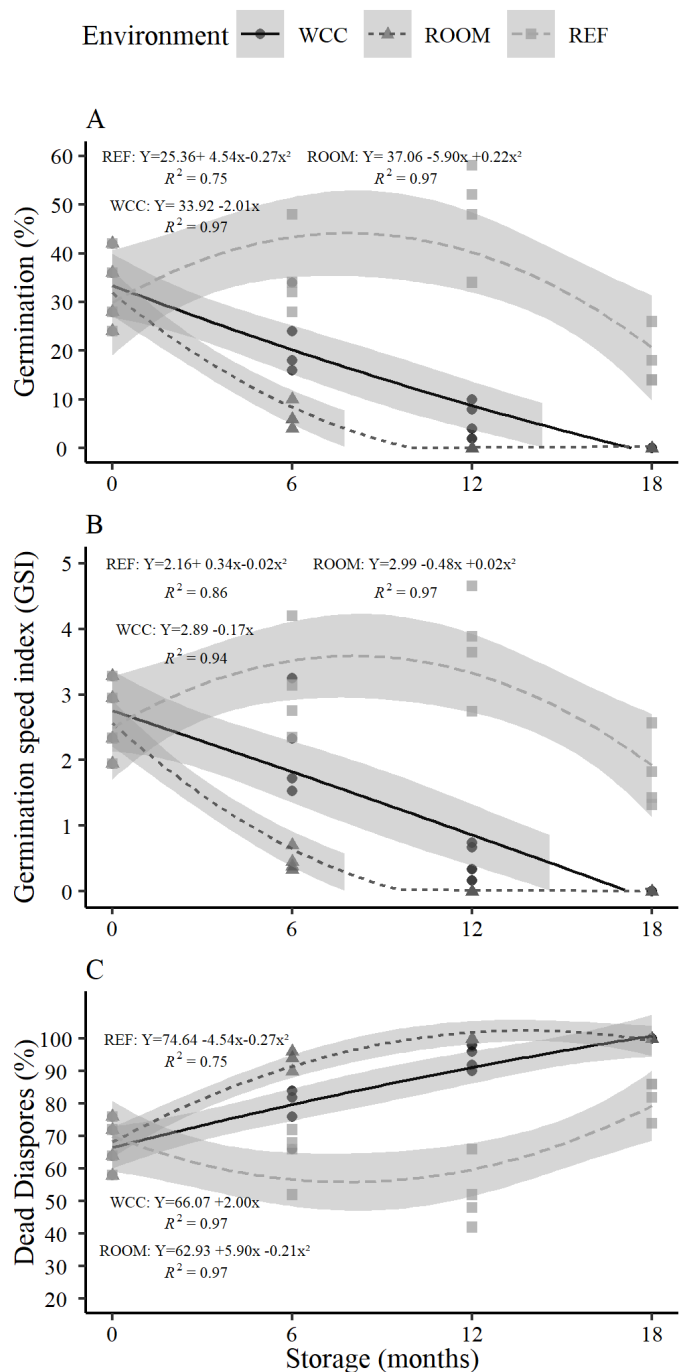 Environment WCC ROOM REF
A
REF: Y=25.36+ 4.54x-0.27x² ROOM: Y= 37.06 -5.90x +0.22x²
R² = 0.75 R² = 0.97
WCC: Y= 33.92 -2.01x
R² = 0.97
Germination (%)
60
50
40
30
20
10
0
0 6 12 18
B
REF: Y=2.16+ 0.34x-0.02x² ROOM: Y=2.99 -0.48x +0.02x²
R² = 0.86 R² = 0.97
WCC: Y=2.89 -0.17x
R² = 0.94
Germination speed index (GSI)
5
4
3
2
1
0
0 6 12 18
C
REF: Y=74.64 -4.54x-0.27x²
R² = 0.75
WCC: Y=66.07 +2.00x
R² = 0.97
ROOM: Y=62.93 +5.90x -0.21x²
R² = 0.97
Dead Diaspores (%)
100
90
80
70
60
50
40
30
20
0 6 12 18
Storage (months)